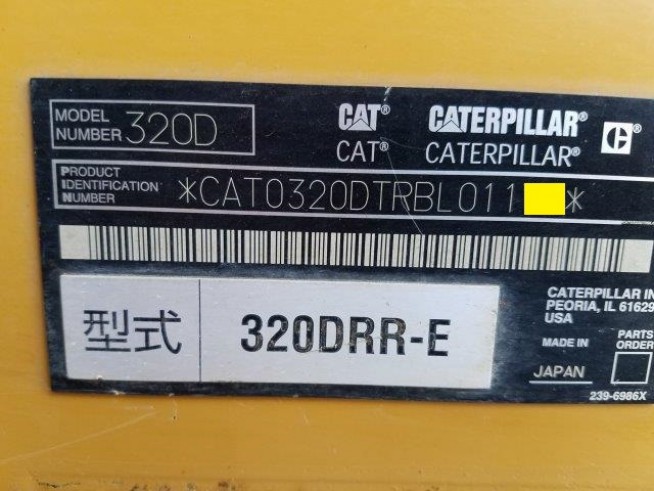 MODEL NUMBER 320D
CAT® CATERPILLAR®
CAT® CATERPILLAR®
PRODUCT IDENTIFICATION NUMBER *CAT0320DTRBL011 *
型式 320DRR-E
CATERPILLAR IN
PEORIA, IL 61629
USA
MADE IN JAPAN
PARTS ORDER
239-6986X